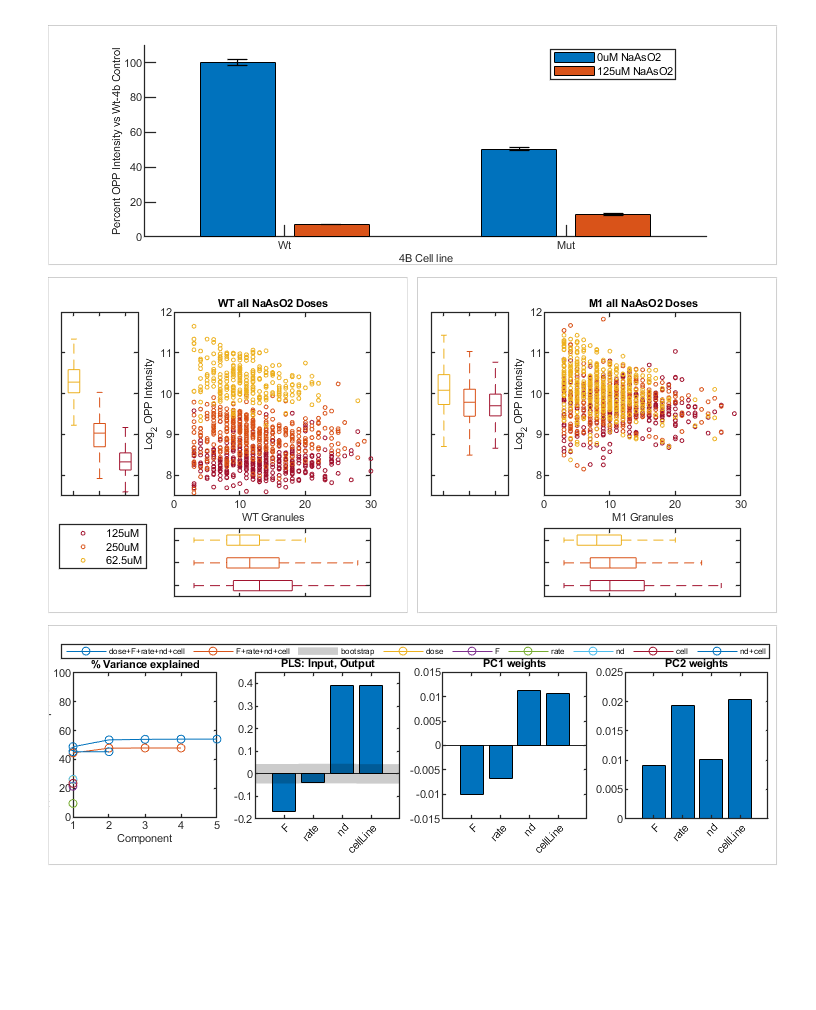 Percent OPP Intensity vs Wt-4b Control
100
80
60
40
20
0
0uM NaAsO2
125uM NaAsO2
Wt
Mut
4B Cell line
WT all NaAsO2 Doses
12
11
10
9
8
Log2 OPP Intensity
0
10
20
30
WT Granules
125uM
250uM
62.5uM
M1 all NaAsO2 Doses
12
11
10
9
8
Log2 OPP Intensity
0
10
20
30
M1 Granules
dose+F+rate+nd+cell
F+rate+nd+cell
bootstrap
dose
F
rate
nd
cell
nd+cell
% Variance explained
100
80
60
40
20
0
1
2
3
4
5
Component
PLS: Input, Output
0.4
0.3
0.2
0.1
0
-0.1
-0.2
F
rate
nd
cellLine
PC1 weights
0.015
0.01
0.005
0
-0.005
-0.01
-0.015
F
rate
nd
cellLine
PC2 weights
0.025
0.02
0.015
0.01
0.005
0
F
rate
nd
cellLine